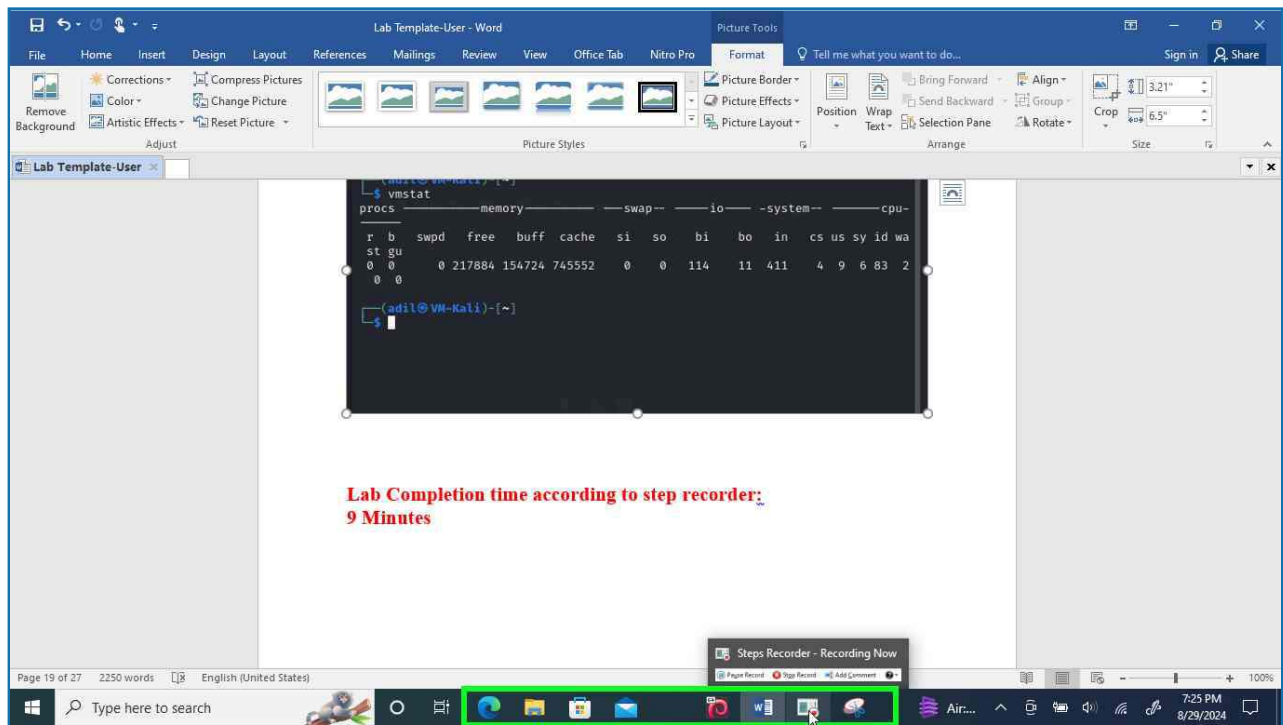 Lab Template-User - Word
Picture Tools
File Home Insert Design Layout References Mailings Review View Office Tab Nitro Pro Format Tell me what you want to do... Sign in Share
Remove Background
Corrections
Color
Artistic Effects
Compress Pictures
Change Picture
Reset Picture
Adjust
Picture Styles
Picture Border
Picture Effects
Picture Layout
Position
Wrap Text
Bring Forward
Send Backward
Selection Pane
Align
Group
Rotate
Arrange
Crop
3.21"
6.5"
Size
Lab Template-User
(adil㉿VM-Kali)-[~]
$ vmstat
procs -----------memory---------- ---swap-- -----io---- -system-- -------cpu-
------
r b swpd free buff cache si so bi bo in cs us sy id wa
st gu
0 0 0 217884 154724 745552 0 0 114 11 411 4 9 6 83 2
0 0
(adil㉿VM-Kali)-[~]
$
Lab Completion time according to step recorder:
9 Minutes
Steps Recorder - Recording Now
Pause Record Stop Record Add Comment
Page 19 of 27 2250 words English (United States) 100%
Type here to search
Air:...
7:25 PM
8/29/2024